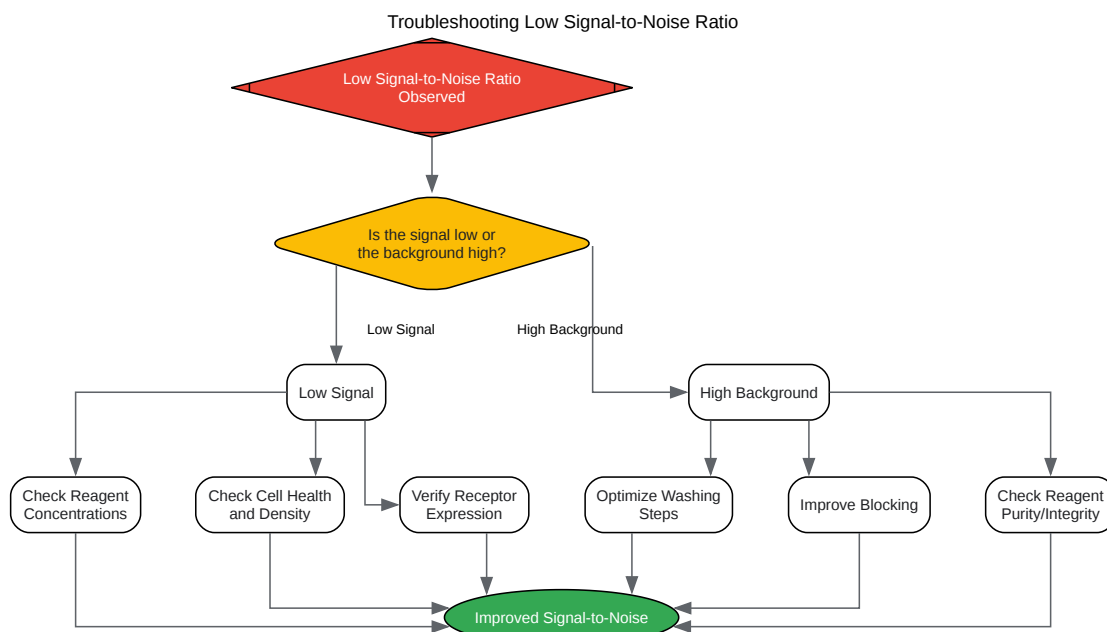 Troubleshooting Low Signal-to-Noise Ratio
Low Signal-to-Noise Ratio
Observed
Is the signal low or
the background high?
Low Signal
High Background
Low Signal
High Background
Check Reagent
Concentrations
Check Cell Health
and Density
Verify Receptor
Expression
Optimize Washing
Steps
Improve Blocking
Check Reagent
Purity/Integrity
Improved Signal-to-Noise